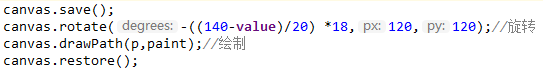 canvas.save();
canvas.rotate( degrees: -((140-value)/20) *18, px: 120, py: 120);//旋转
canvas.drawPath(p,paint);//绘制
canvas.restore();